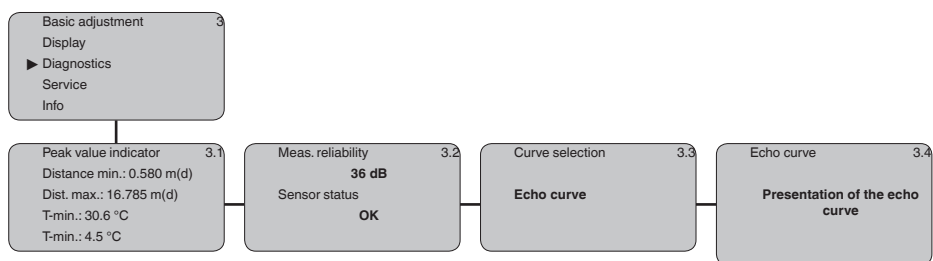 Basic adjustment 3
Display
▶ Diagnostics
Service
Info
Peak value indicator 3.1
Distance min.: 0.580 m(d)
Dist. max.: 16.785 m(d)
T-min.: 30.6 °C
T-min.: 4.5 °C
Meas. reliability 3.2
36 dB
Sensor status
OK
Curve selection 3.3
Echo curve
Echo curve 3.4
Presentation of the echo
curve